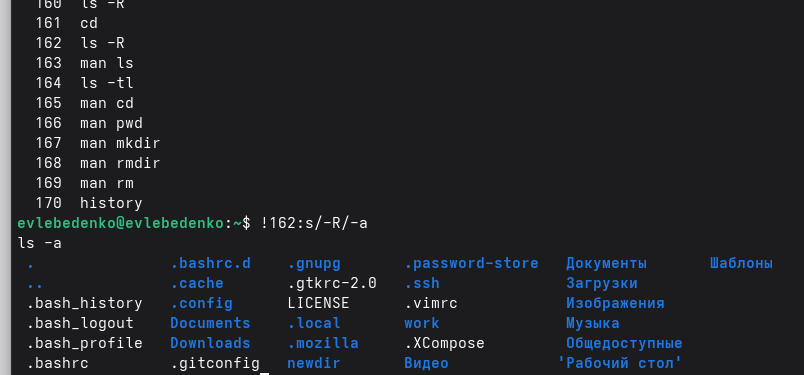 160  ls -R
161  cd
162  ls -R
163  man ls
164  ls -tl
165  man cd
166  man pwd
167  man mkdir
168  man rmdir
169  man rm
170  history
evlebedenko@evlebedenko:~$ !162:s/-R/-a
ls -a
.  .bashrc.d  .gnupg  .password-store  Документы  Шаблоны
..  .cache  .gtkrc-2.0  .ssh  Загрузки
.bash_history  .config  LICENSE  .vimrc  Изображения
.bash_logout  Documents  .local  work  Музыка
.bash_profile  Downloads  .mozilla  .XCompose  Общедоступные
.bashrc  .gitconfig  newdir  Видео  'Рабочий стол'